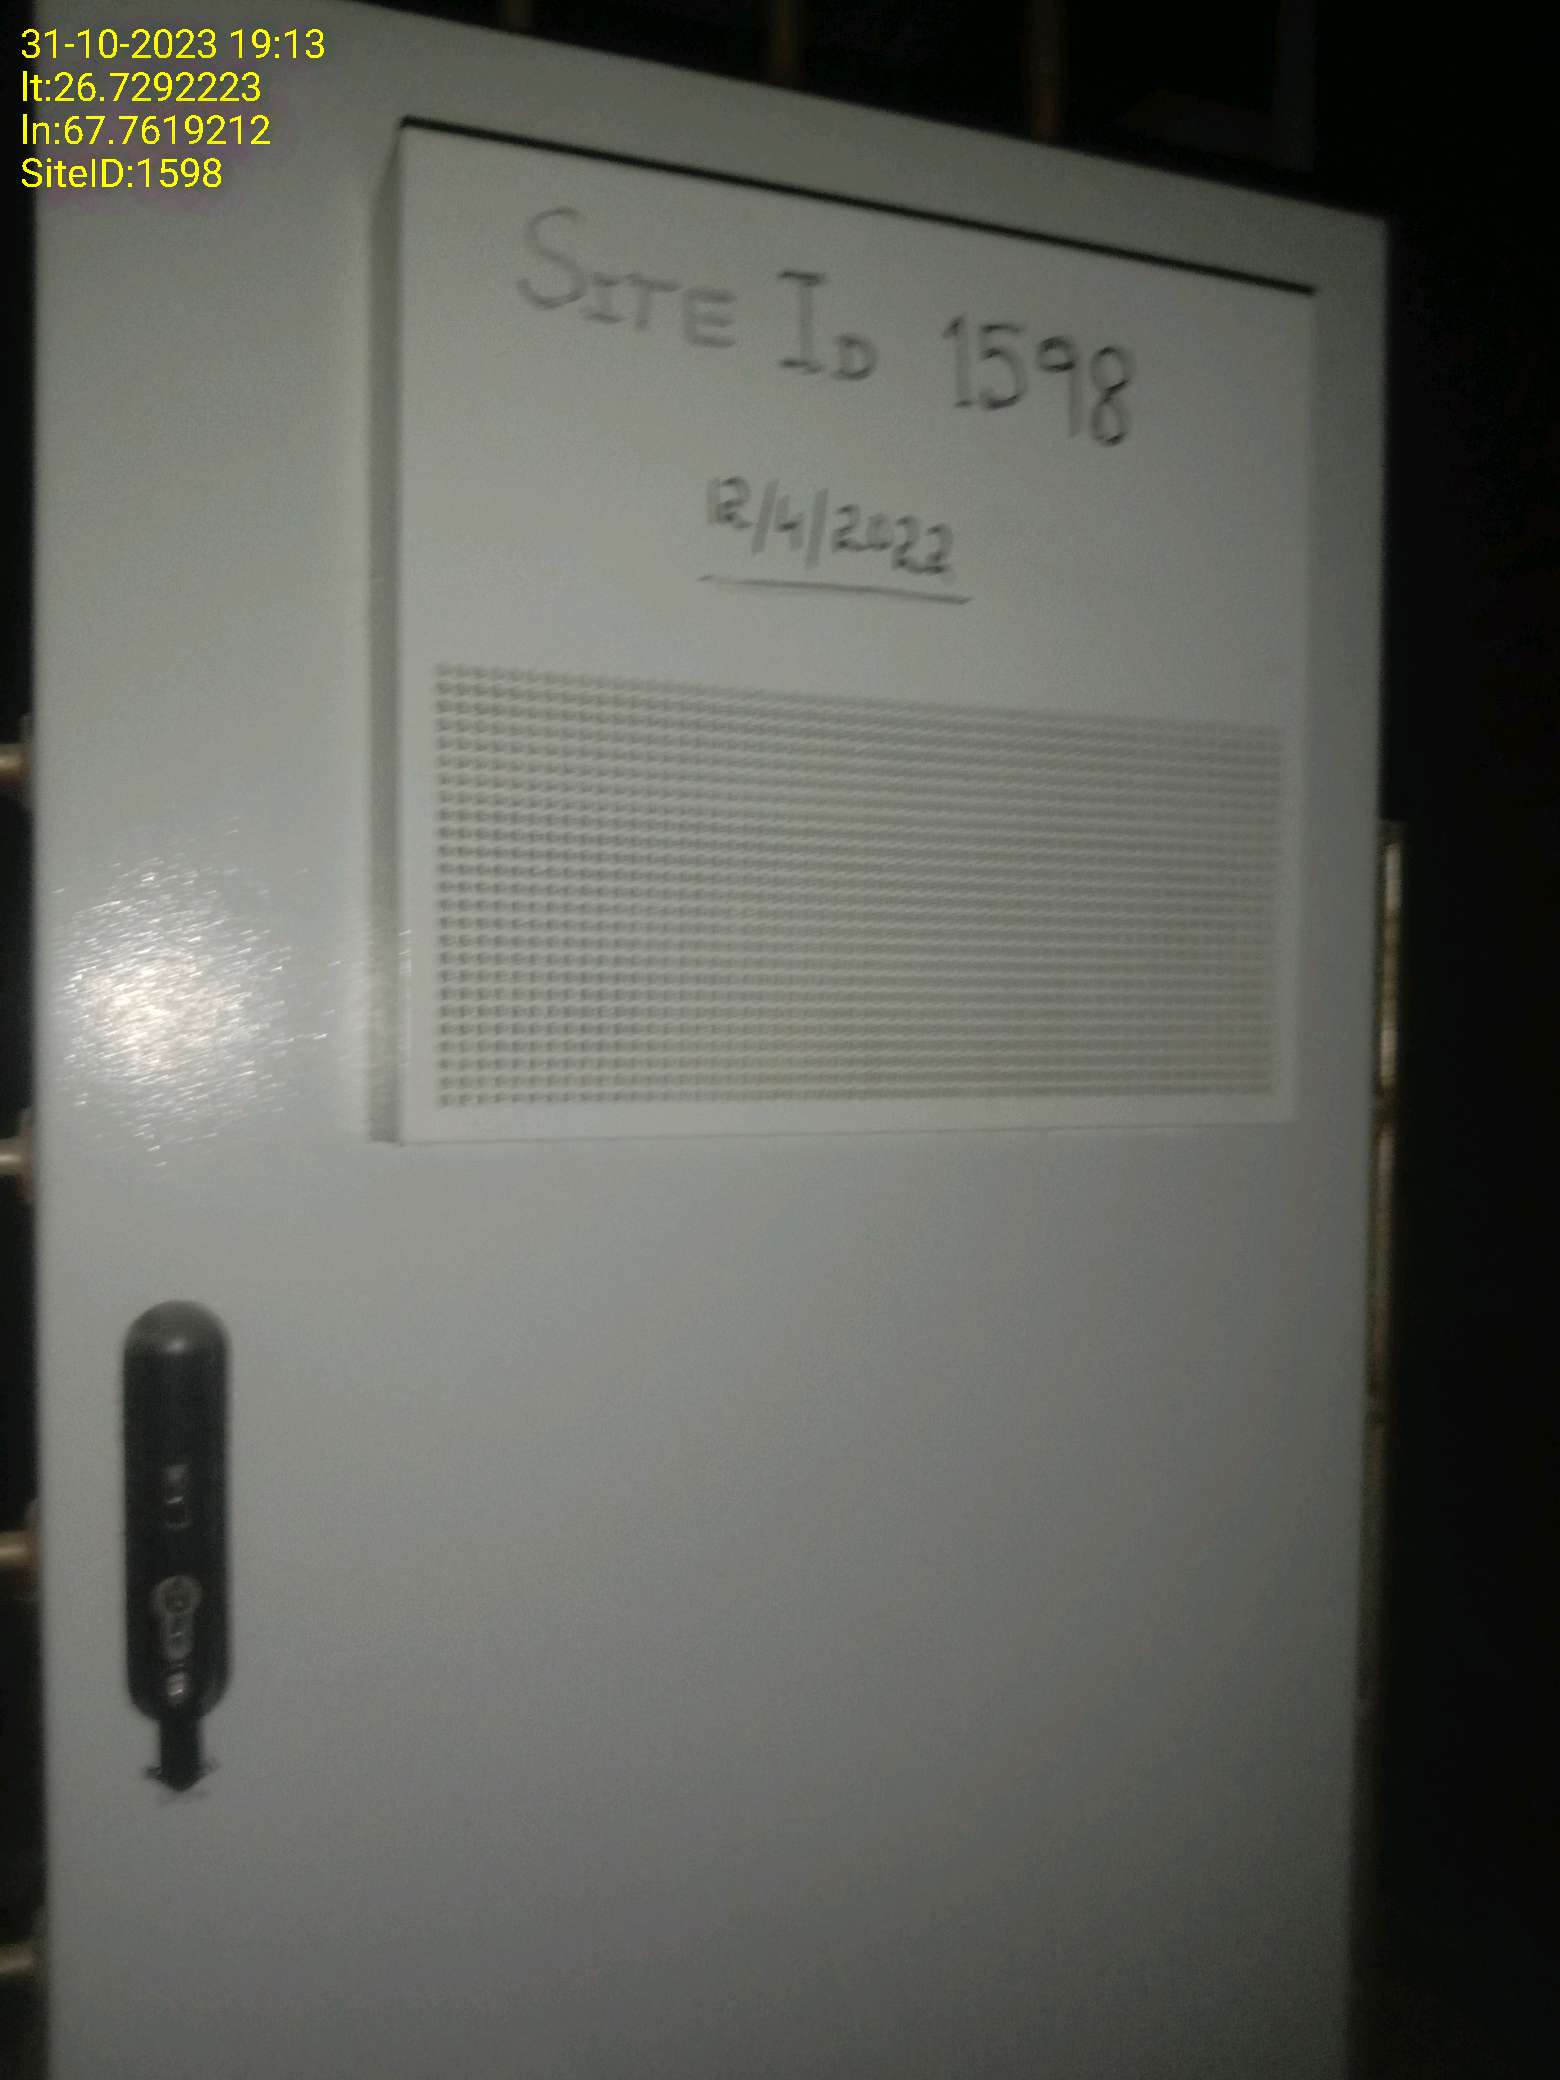 31-10-2023 19:13
lt:26.7292223
ln:67.7619212
SiteID:1598
SITE ID 1598
12/4/2022